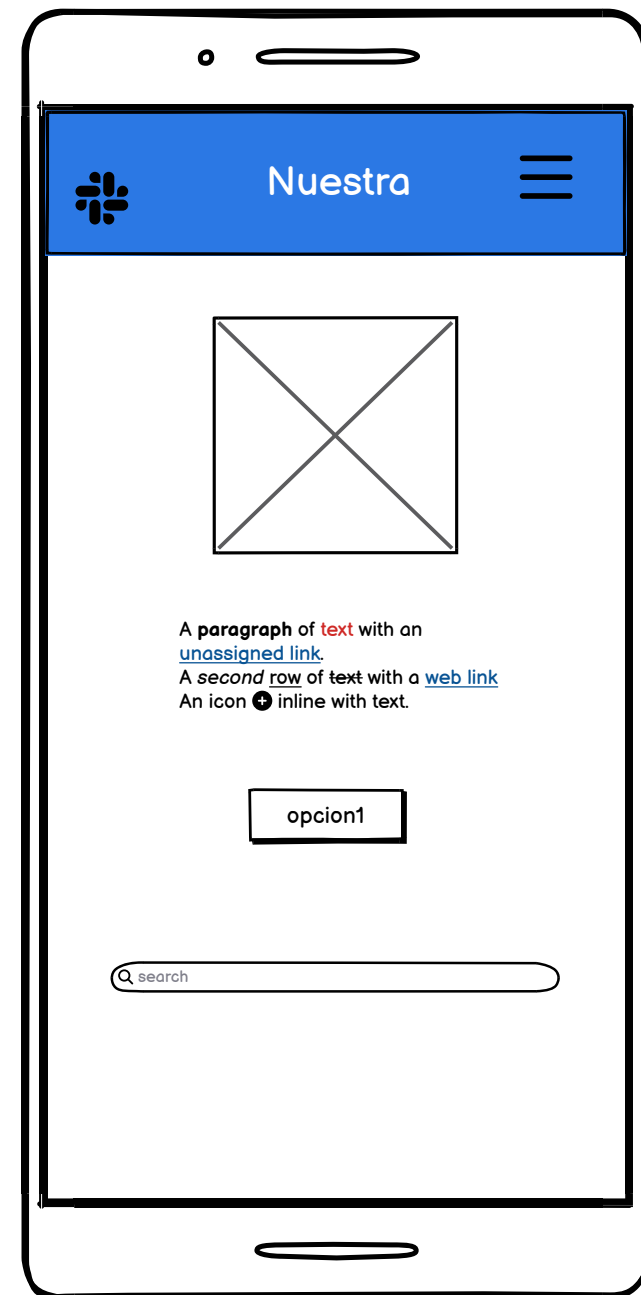 Nuestra
A paragraph of text with an
unassigned link.
A second row of text with a web link
An icon + inline with text.
opcion1
search